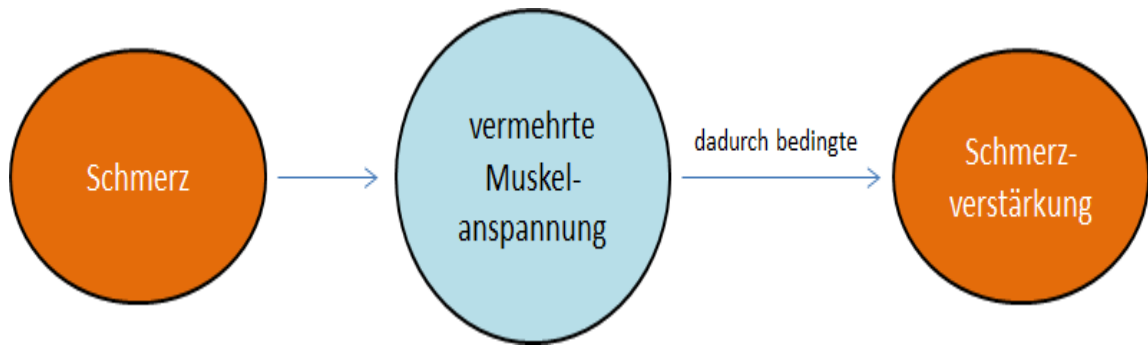 Schmerz
vermehrte
Muskel-
anspannung
dadurch bedingte
Schmerz-
verstärkung